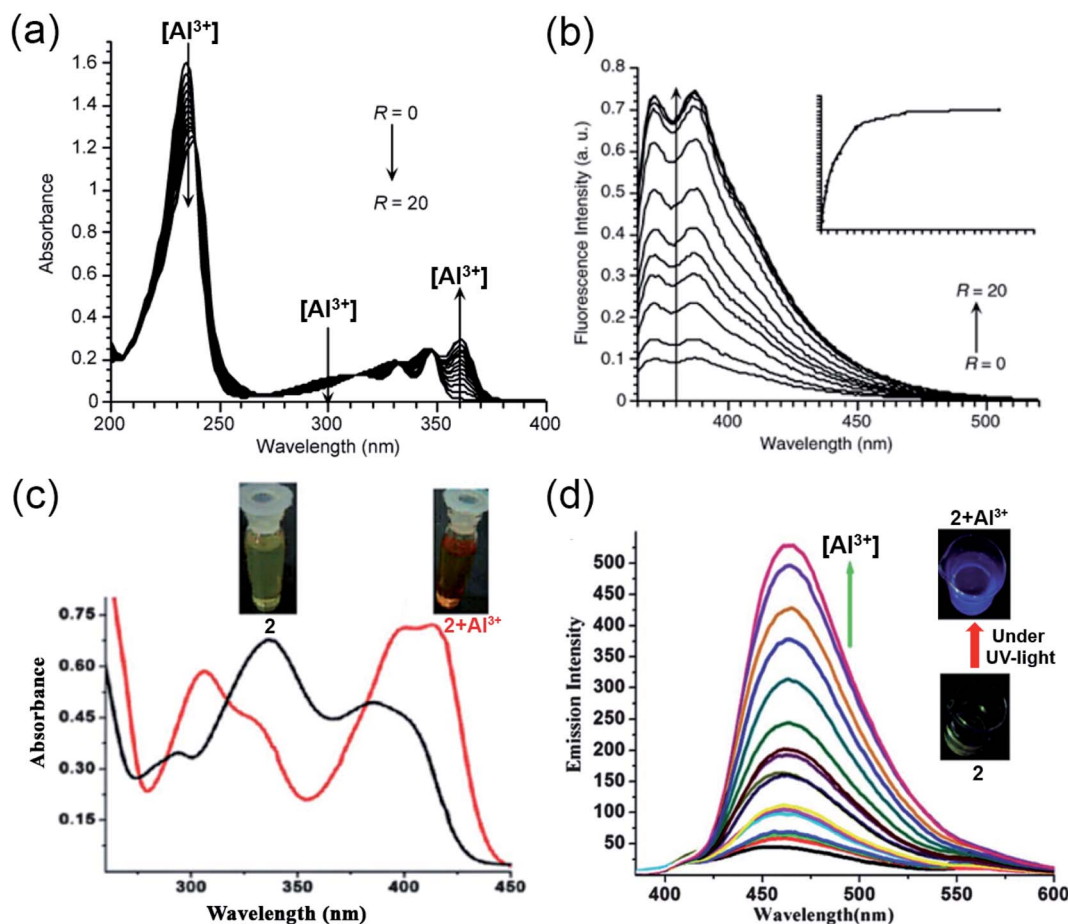 (a)
[Al³⁺]
1.6
1.4
1.2
1
0.8
0.6
0.4
0.2
0
Absorbance
R = 0
R = 20
[Al³⁺]
[Al³⁺]
200 250 300 350 400
Wavelength (nm)
(b)
0.8
0.7
0.6
0.5
0.4
0.3
0.2
0.1
0
Fluorescence Intensity (a. u.)
R = 20
R = 0
400 450 500
Wavelength (nm)
(c)
2
2+Al³⁺
0.75
0.60
0.45
0.30
0.15
Absorbance
300 350 400 450
Wavelength (nm)
(d)
[Al³⁺]
2+Al³⁺
Under
UV-light
2
500
450
400
350
300
250
200
150
100
50
Emission Intensity
400 450 500 550 600
Wavelength(nm)